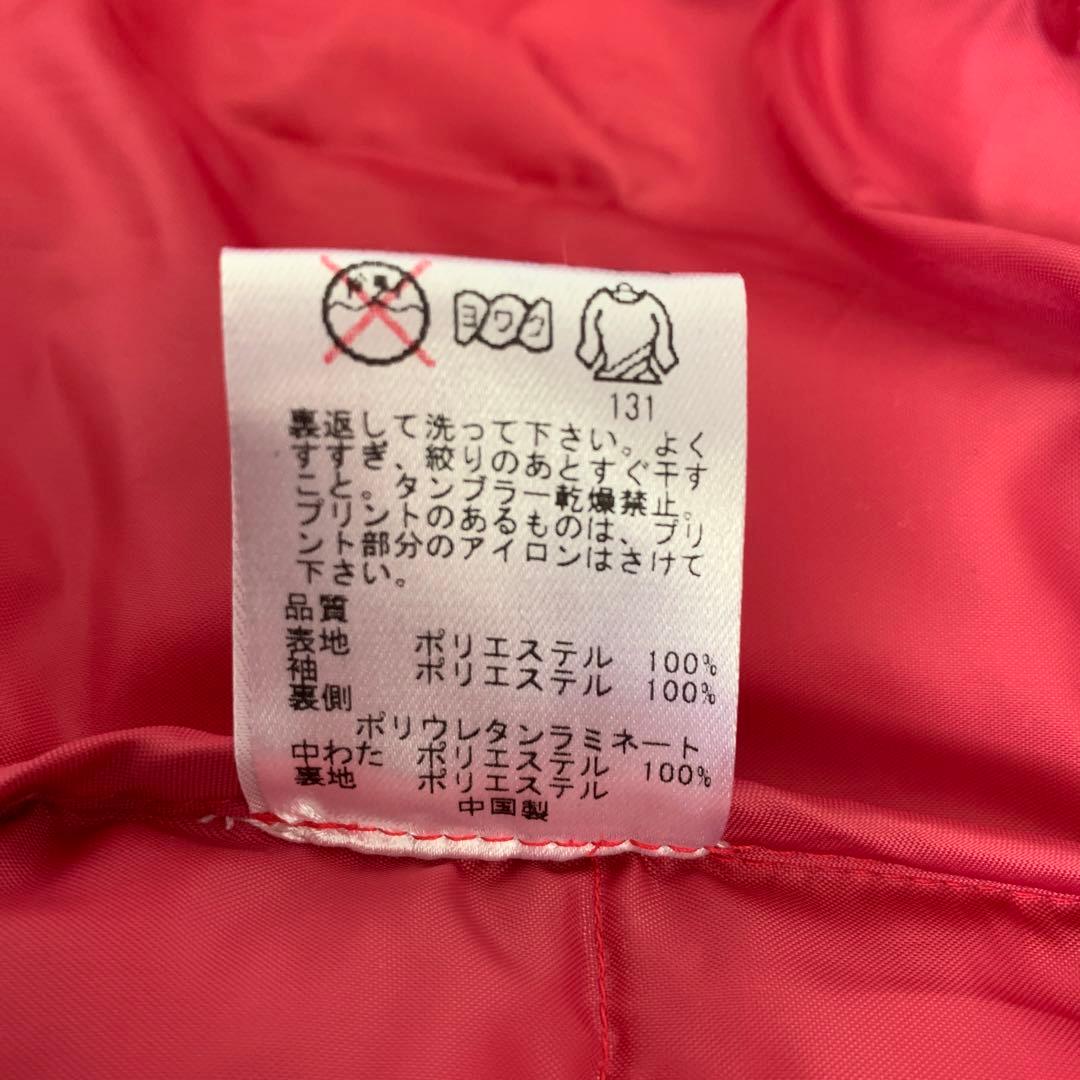 ヨワク
131
裏返して洗って下さい。よく
すすぎ、絞りのあとすぐ干す
こと。タンブラー乾燥禁止。
プリントのあるものは、プリ
ント部分のアイロンはさけて
下さい。
品質
表地 ポリエステル 100%
袖 ポリエステル 100%
裏側
ポリウレタンラミネート
中わた ポリエステル 100%
裏地 ポリエステル
中国製